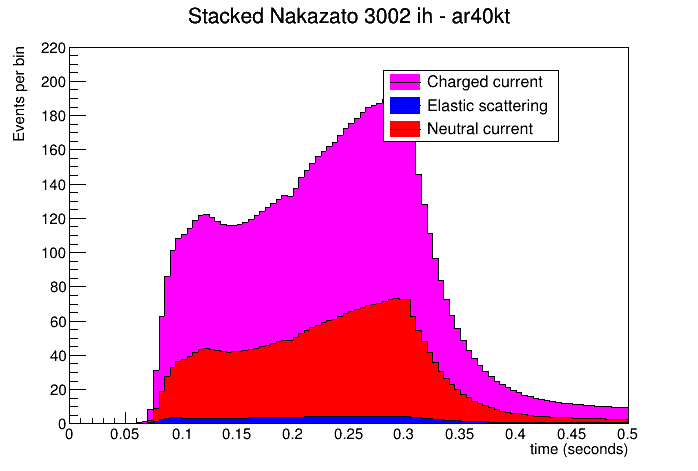 Stacked Nakazato 3002 ih - ar40kt
Events per bin
220
200
180
160
140
120
100
80
60
40
20
0
Charged current
Elastic scattering
Neutral current
0 0.05 0.1 0.15 0.2 0.25 0.3 0.35 0.4 0.45 0.5
time (seconds)